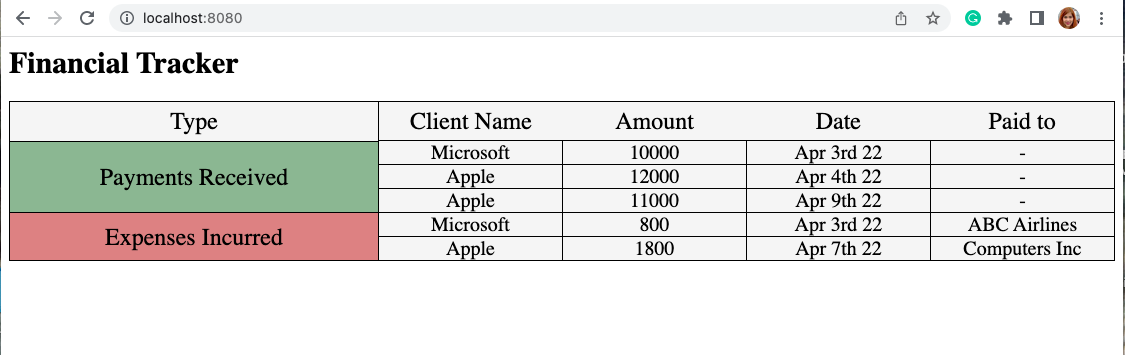 localhost:8080
Financial Tracker
Type Client Name Amount Date Paid to
Payments Received
Microsoft 10000 Apr 3rd 22 -
Apple 12000 Apr 4th 22 -
Apple 11000 Apr 9th 22 -
Expenses Incurred
Microsoft 800 Apr 3rd 22 ABC Airlines
Apple 1800 Apr 7th 22 Computers Inc